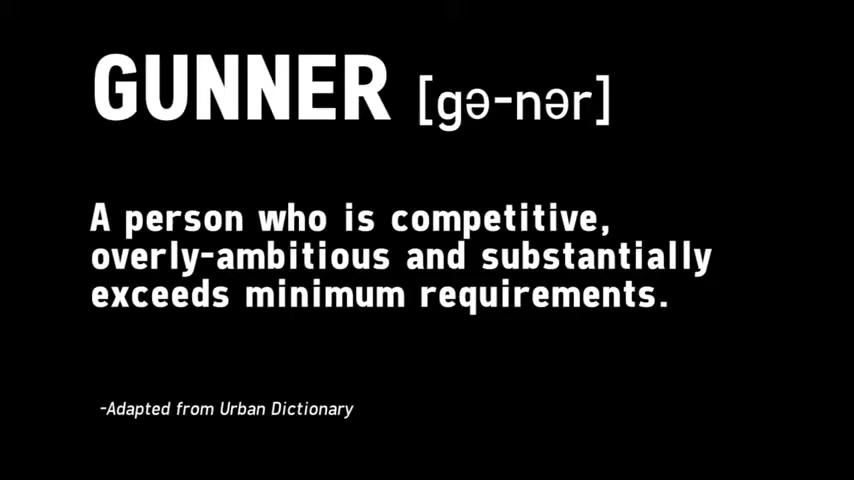 GUNNER [gə-nər]
A person who is competitive,
overly-ambitious and substantially
exceeds minimum requirements.
-Adapted from Urban Dictionary